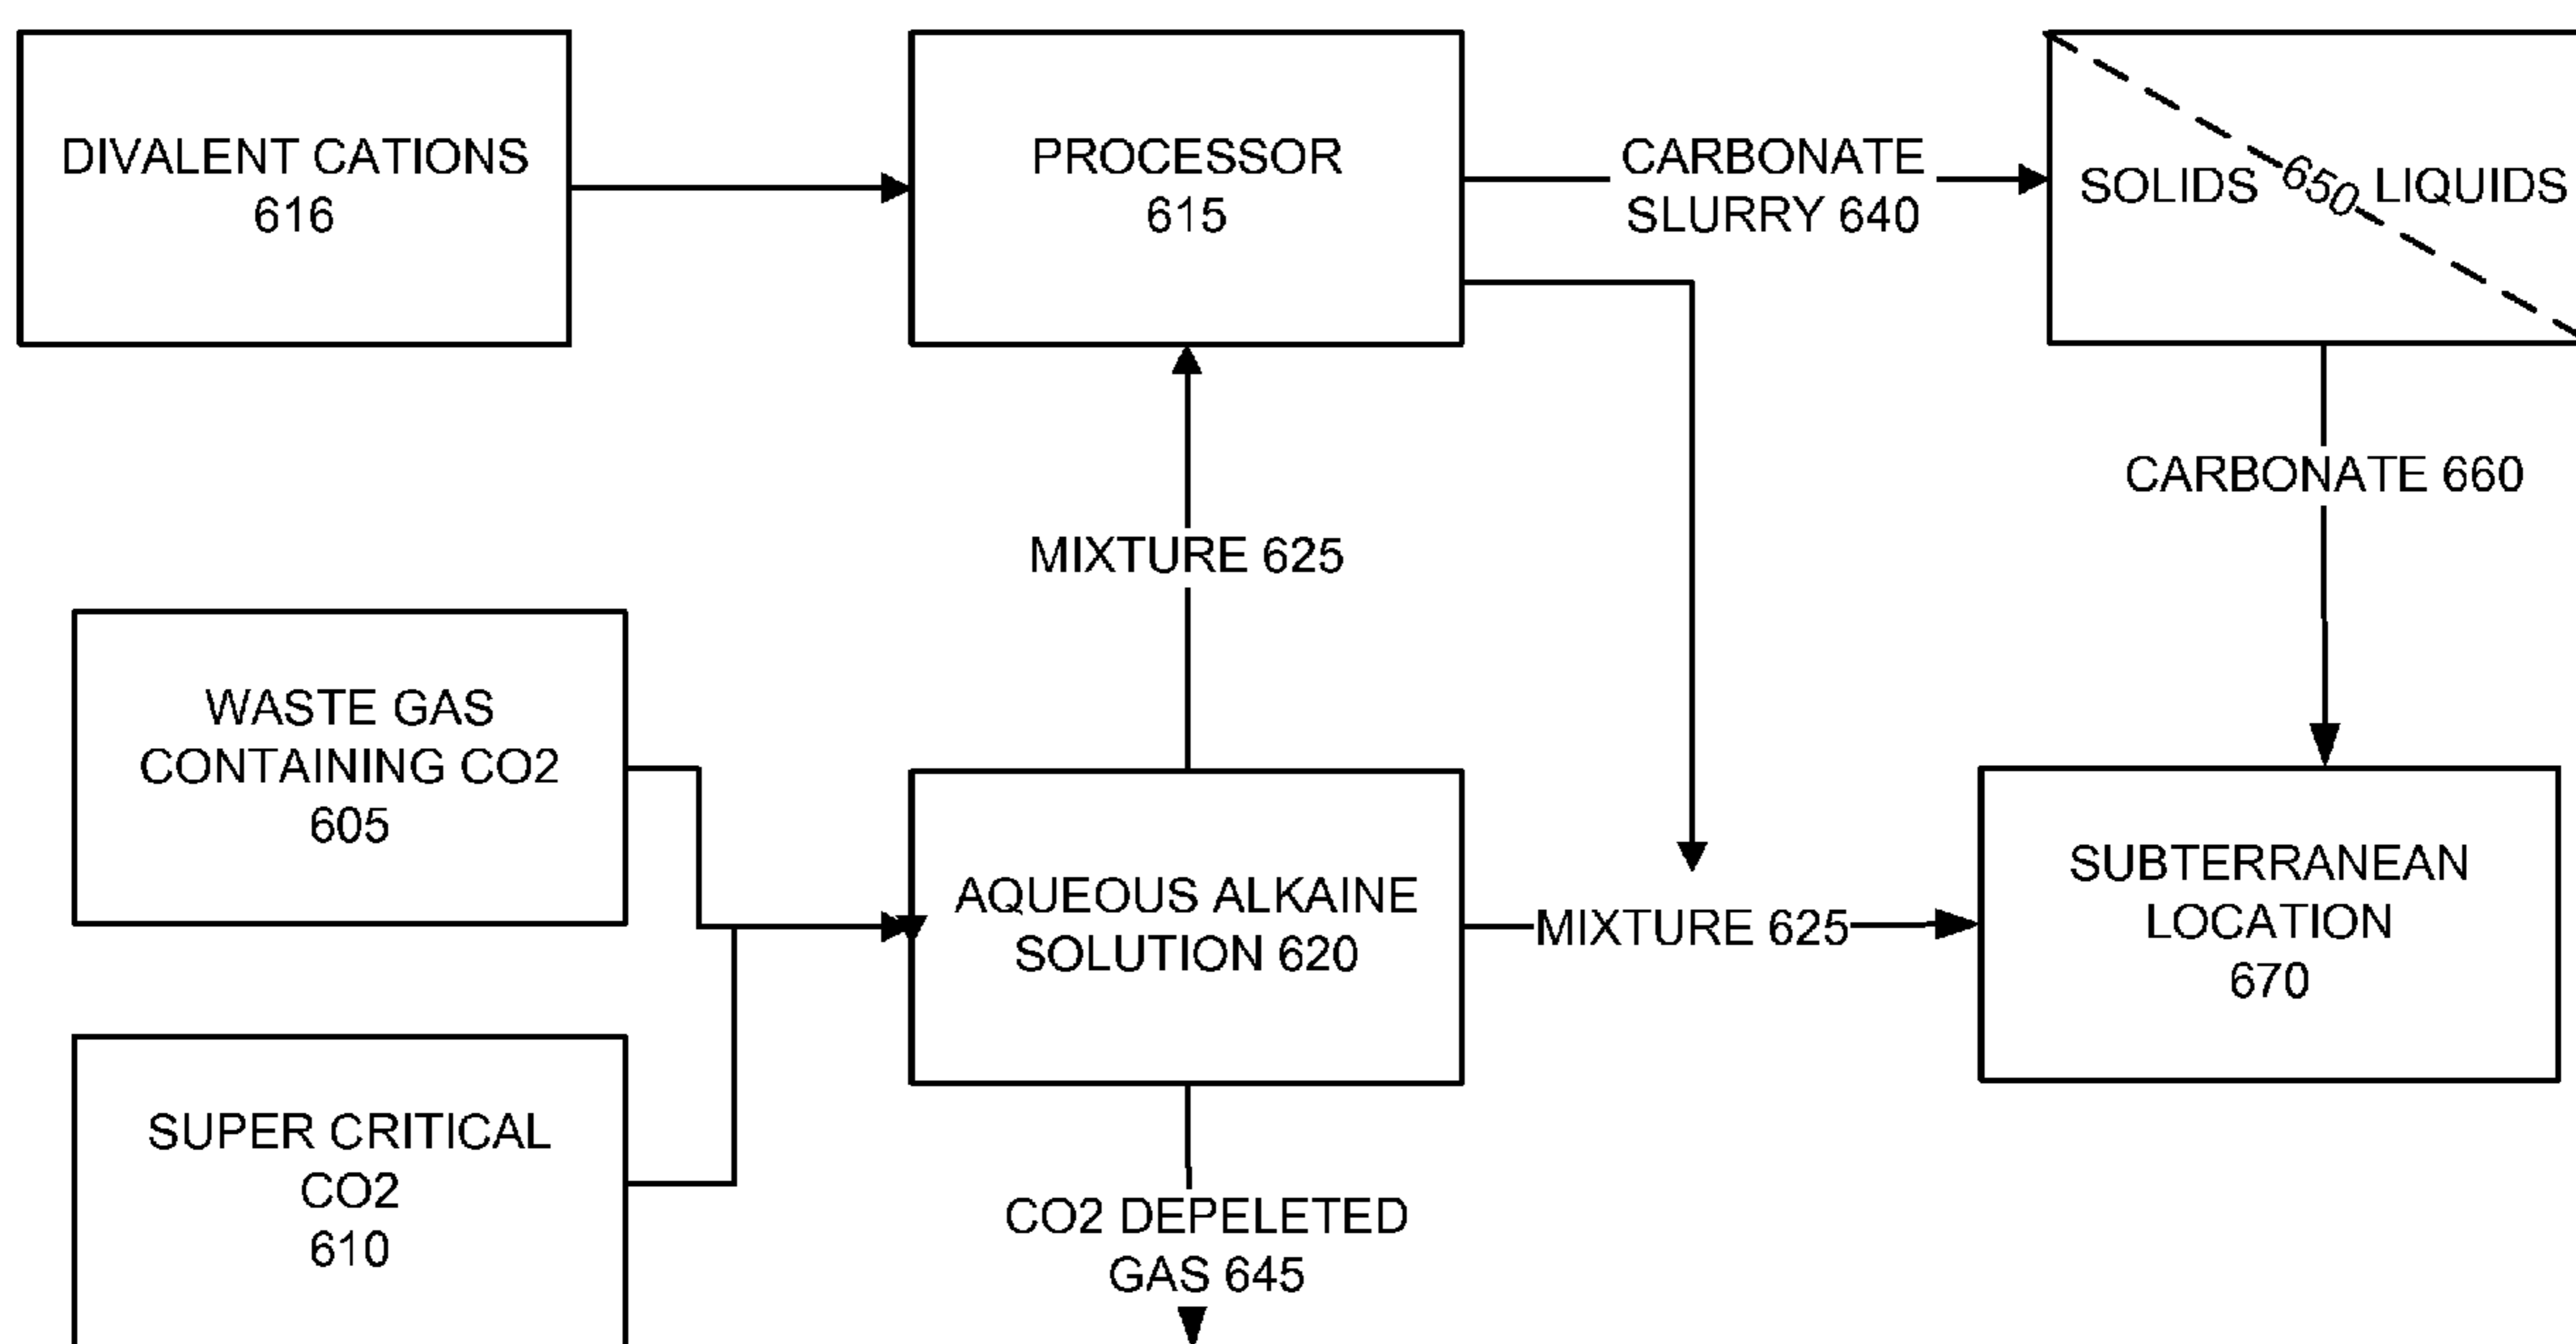 DIVALENT CATIONS
616
PROCESSOR
615
CARBONATE
SLURRY 640
SOLIDS 650 LIQUIDS
CARBONATE 660
MIXTURE 625
WASTE GAS
CONTAINING CO2
605
AQUEOUS ALKAINE
SOLUTION 620
MIXTURE 625
SUBTERRANEAN
LOCATION
670
SUPER CRITICAL
CO2
610
CO2 DEPELETED
GAS 645